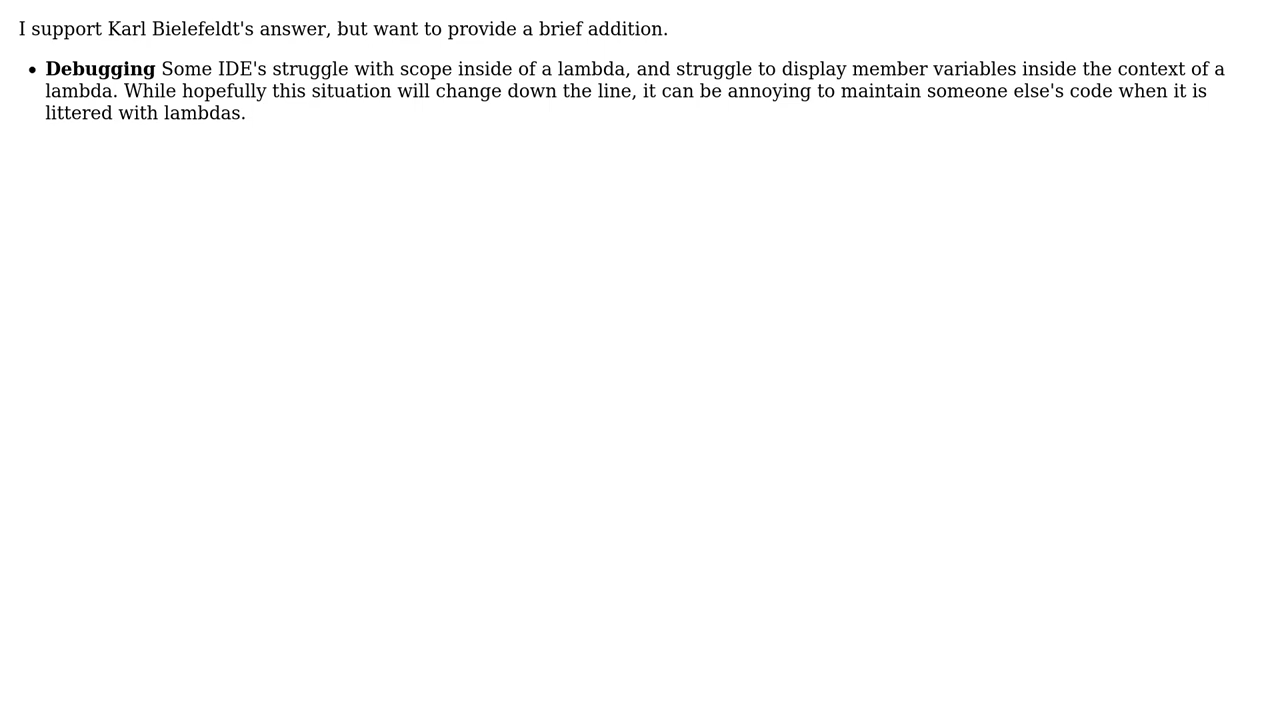 I support Karl Bielefeldt's answer, but want to provide a brief addition.
Debugging Some IDE's struggle with scope inside of a lambda, and struggle to display member variables inside the context of a
lambda. While hopefully this situation will change down the line, it can be annoying to maintain someone else's code when it is
littered with lambdas.